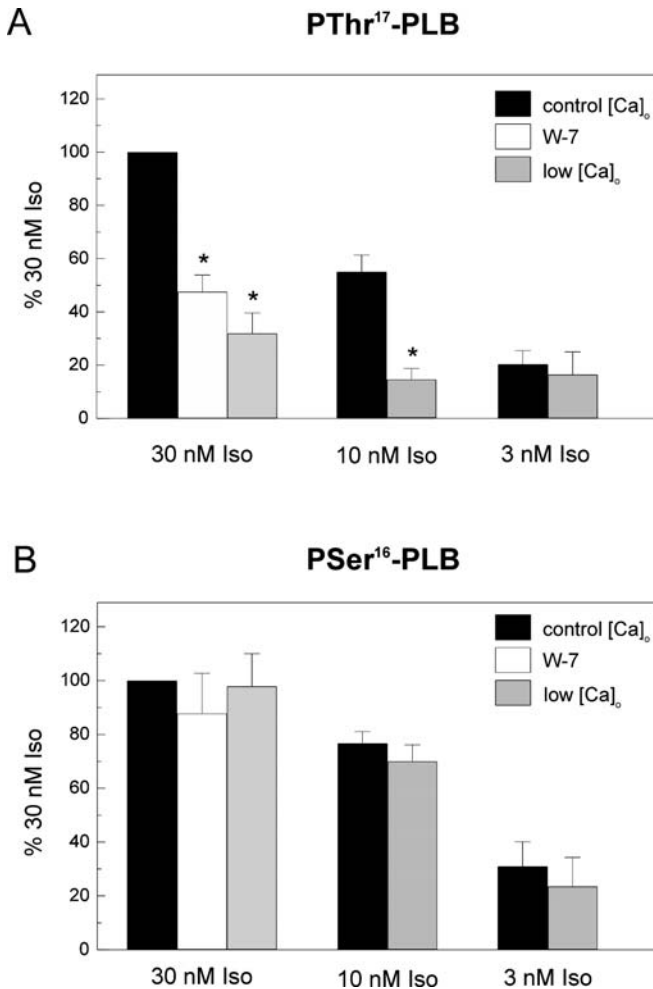 A
PThr¹⁷-PLB
% 30 nM Iso
120
100
80
60
40
20
0
control [Ca]ₒ
W-7
low [Ca]ₒ
*
*
*
30 nM Iso
10 nM Iso
3 nM Iso
B
PSer¹⁶-PLB
% 30 nM Iso
120
100
80
60
40
20
0
control [Ca]ₒ
W-7
low [Ca]ₒ
30 nM Iso
10 nM Iso
3 nM Iso